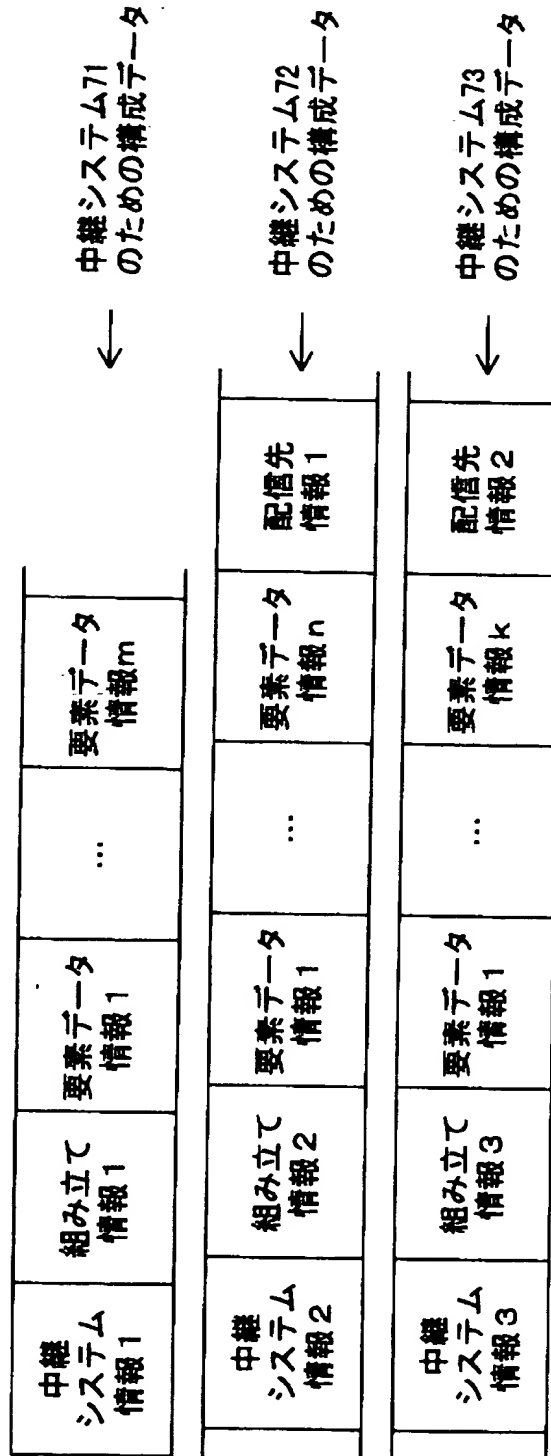 中継
システム
情報1
組み立て
情報1
要素データ
情報1
…
要素データ
情報m
中継システム71
のための構成データ
中継
システム
情報2
組み立て
情報2
要素データ
情報1
…
要素データ
情報n
配信先
情報1
中継システム72
のための構成データ
中継
システム
情報3
組み立て
情報3
要素データ
情報1
…
要素データ
情報k
配信先
情報2
中継システム73
のための構成データ